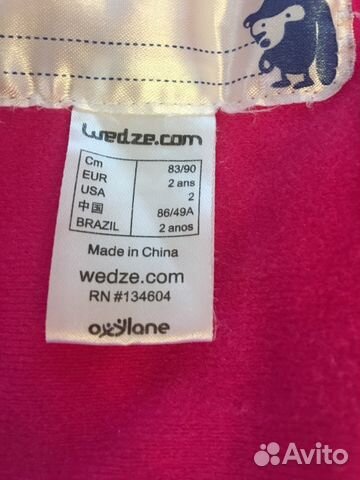 wedze.com
Cm 83/90
EUR 2 ans
USA 2
中国 86/49A
BRAZIL 2 anos
Made in China
wedze.com
RN #134604
oxylane
Avito